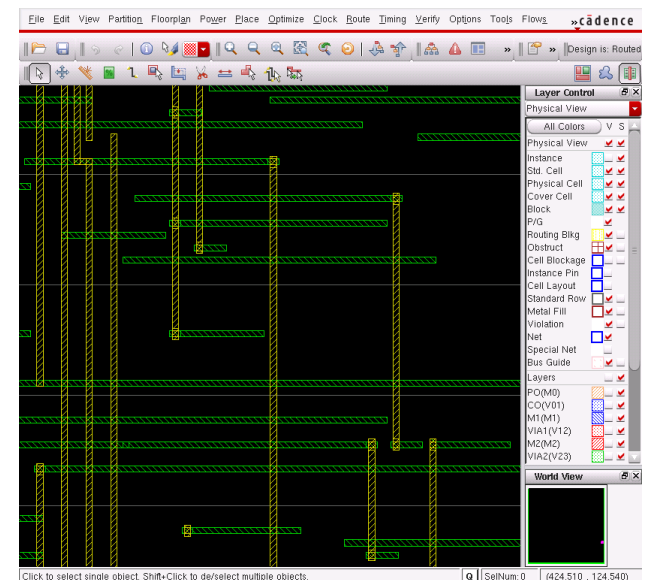 File Edit View Partition Floorplan Power Place Optimize Clock Route Timing Verify Options Tools Flows » cādence
» » Design is: Routed
Layer Control
Physical View
All Colors V S
Physical View
Instance
Std. Cell
Physical Cell
Cover Cell
Block
P/G
Routing Blkg
Obstruct
Cell Blockage
Instance Pin
Cell Layout
Standard Row
Metal Fill
Violation
Net
Special Net
Bus Guide
Layers
PO(M0)
CO(V01)
M1(M1)
VIA1(V12)
M2(M2)
VIA2(V23)
World View
Click to select single object. Shift+Click to de/select multiple objects. Q SelNum: 0 (424.510 , 124.540)